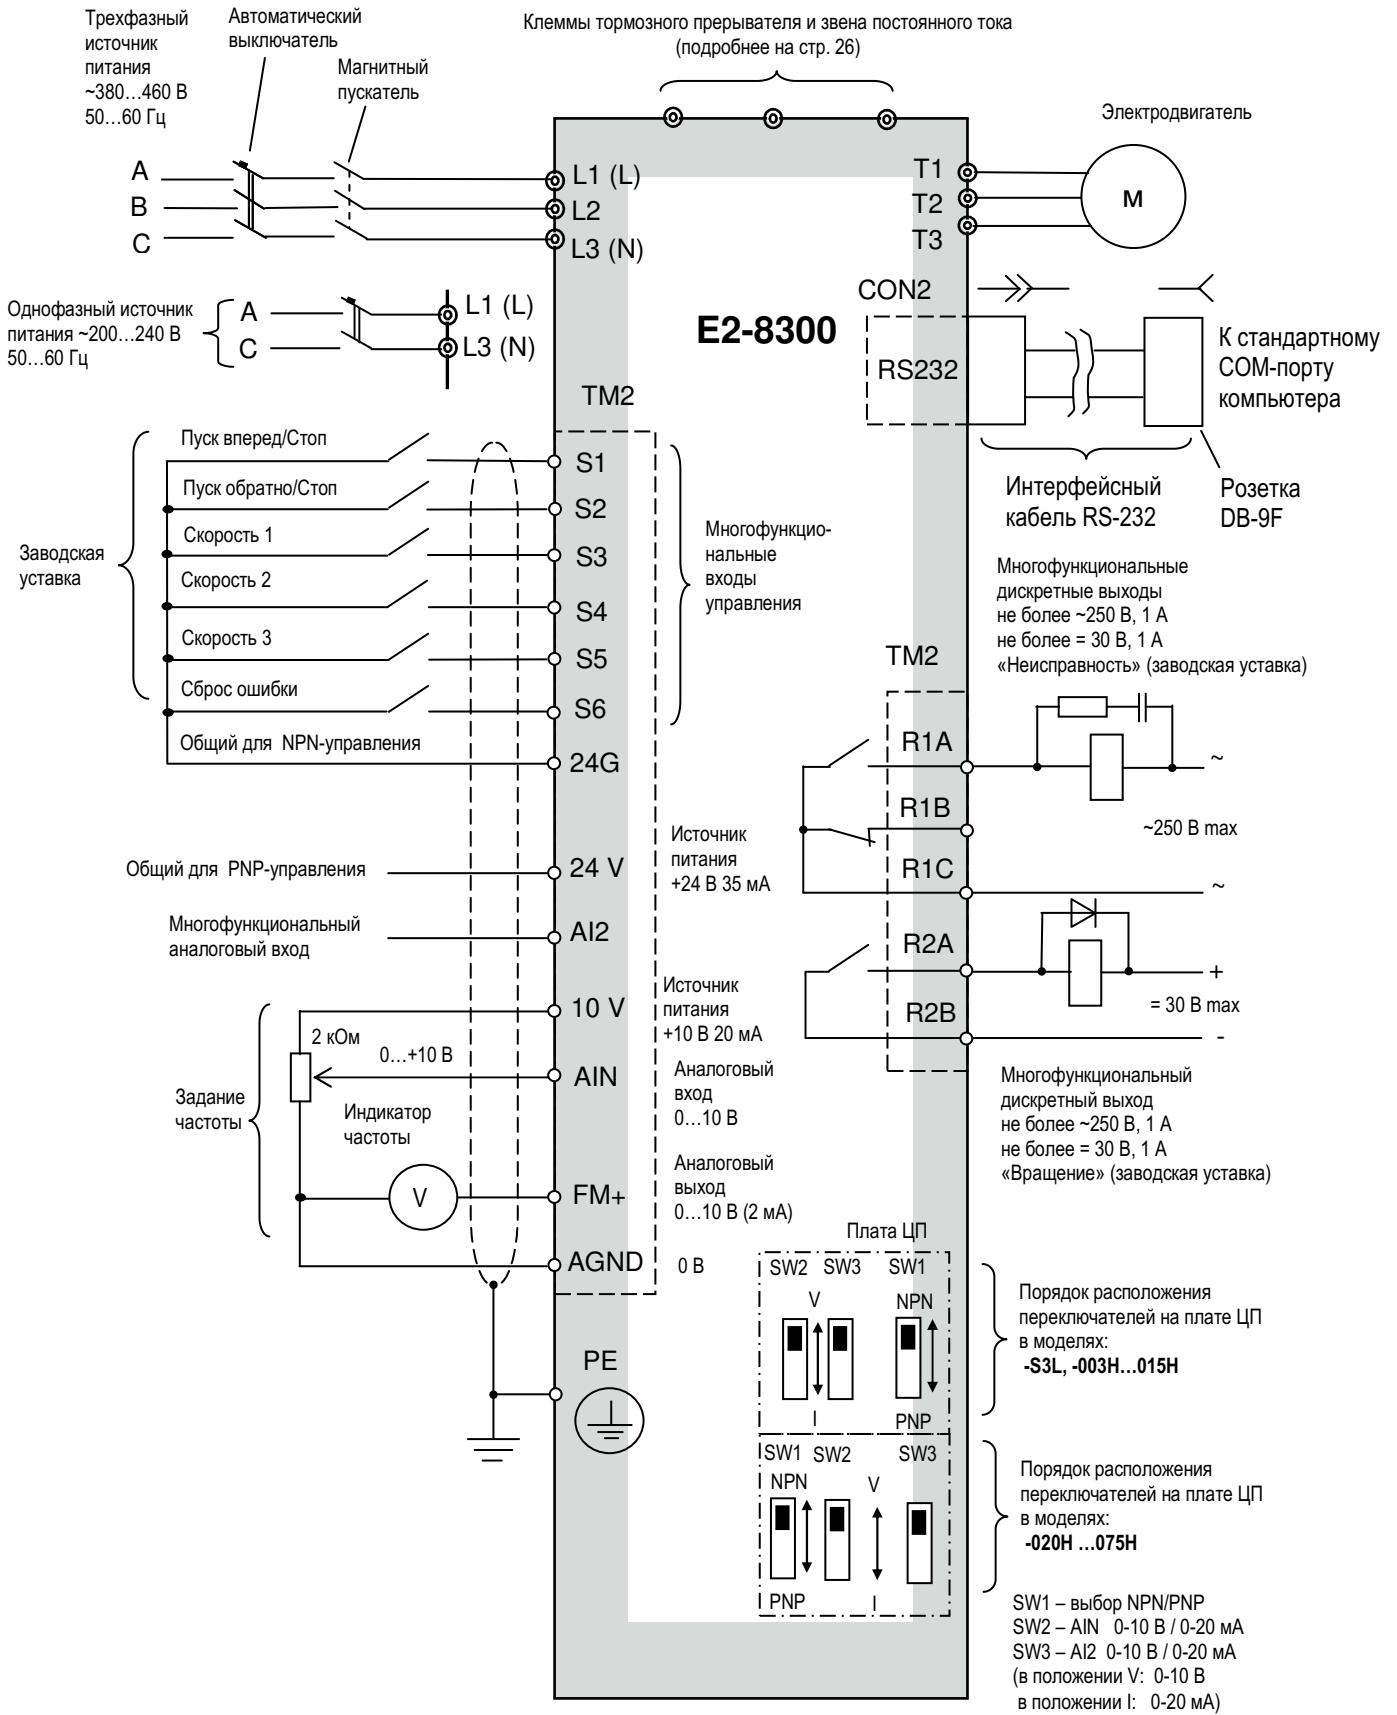 Трехфазный
источник
питания
~380…460 В
50…60 Гц
Автоматический
выключатель
Магнитный
пускатель
Клеммы тормозного прерывателя и звена постоянного тока
(подробнее на стр. 26)
Электродвигатель
A
B
C
L1 (L)
L2
L3 (N)
T1
T2
T3
M
Однофазный источник
питания ~200…240 В
50…60 Гц
A
C
L1 (L)
L3 (N)
E2-8300
CON2
RS232
К стандартному
COM-порту
компьютера
Интерфейсный
кабель RS-232
Розетка
DB-9F
TM2
Заводская
уставка
Пуск вперед/Стоп
S1
Пуск обратно/Стоп
S2
Скорость 1
S3
Скорость 2
S4
Скорость 3
S5
Сброс ошибки
S6
Общий для NPN-управления
24G
Многофункцио-
нальные
входы
управления
Общий для PNP-управления
24 V
Источник
питания
+24 В 35 мА
Многофункциональный
аналоговый вход
AI2
Задание
частоты
10 V
Источник
питания
+10 В 20 мА
2 кОм
0…+10 В
AIN
Аналоговый
вход
0…10 В
Индикатор
частоты
V
FM+
Аналоговый
выход
0…10 В (2 мА)
AGND
0 В
PE
Многофункциональные
дискретные выходы
не более ~250 В, 1 А
не более = 30 В, 1 А
«Неисправность» (заводская уставка)
TM2
R1A
~
R1B
~250 В max
R1C
~
R2A
+
= 30 В max
R2B
-
Многофункциональный
дискретный выход
не более ~250 В, 1 А
не более = 30 В, 1 А
«Вращение» (заводская уставка)
Плата ЦП
SW2 SW3 SW1
V
NPN
I
PNP
Порядок расположения
переключателей на плате ЦП
в моделях:
-S3L, -003H…015H
SW1 SW2 SW3
NPN
V
PNP
I
Порядок расположения
переключателей на плате ЦП
в моделях:
-020H …075H
SW1 – выбор NPN/PNP
SW2 – AIN 0-10 В / 0-20 мА
SW3 – AI2 0-10 В / 0-20 мА
(в положении V: 0-10 В
в положении I: 0-20 мА)